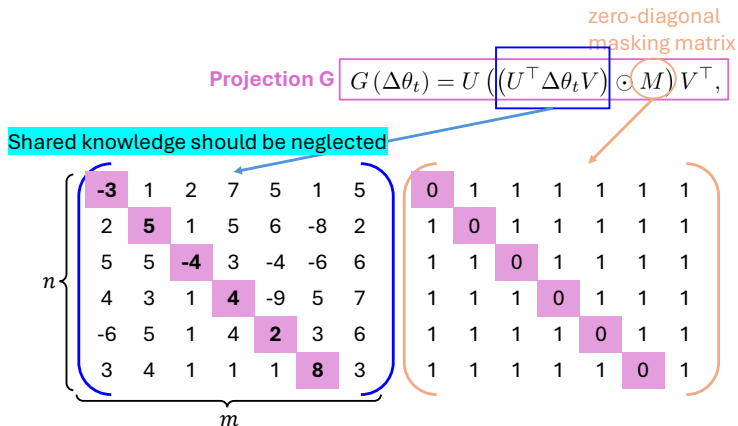 zero-diagonal
masking matrix
Projection G G (Δθ_t) = U ((U^⊤Δθ_tV) ⊙ M) V^⊤,
Shared knowledge should be neglected
-3 1 2 7 5 1 5 0 1 1 1 1 1 1
2 5 1 5 6 -8 2 1 0 1 1 1 1 1
5 5 -4 3 -4 -6 6 1 1 0 1 1 1 1
n
4 3 1 4 -9 5 7 1 1 1 0 1 1 1
-6 5 1 4 2 3 6 1 1 1 1 0 1 1
3 4 1 1 1 8 3 1 1 1 1 1 0 1
m